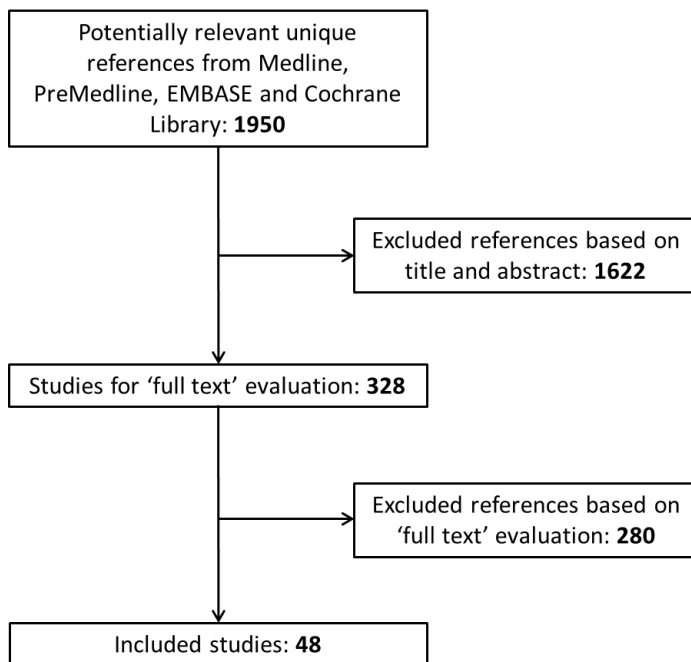 Potentially relevant unique
references from Medline,
PreMedline, EMBASE and Cochrane
Library: 1950
Excluded references based on
title and abstract: 1622
Studies for ‘full text’ evaluation: 328
Excluded references based on
‘full text’ evaluation: 280
Included studies: 48